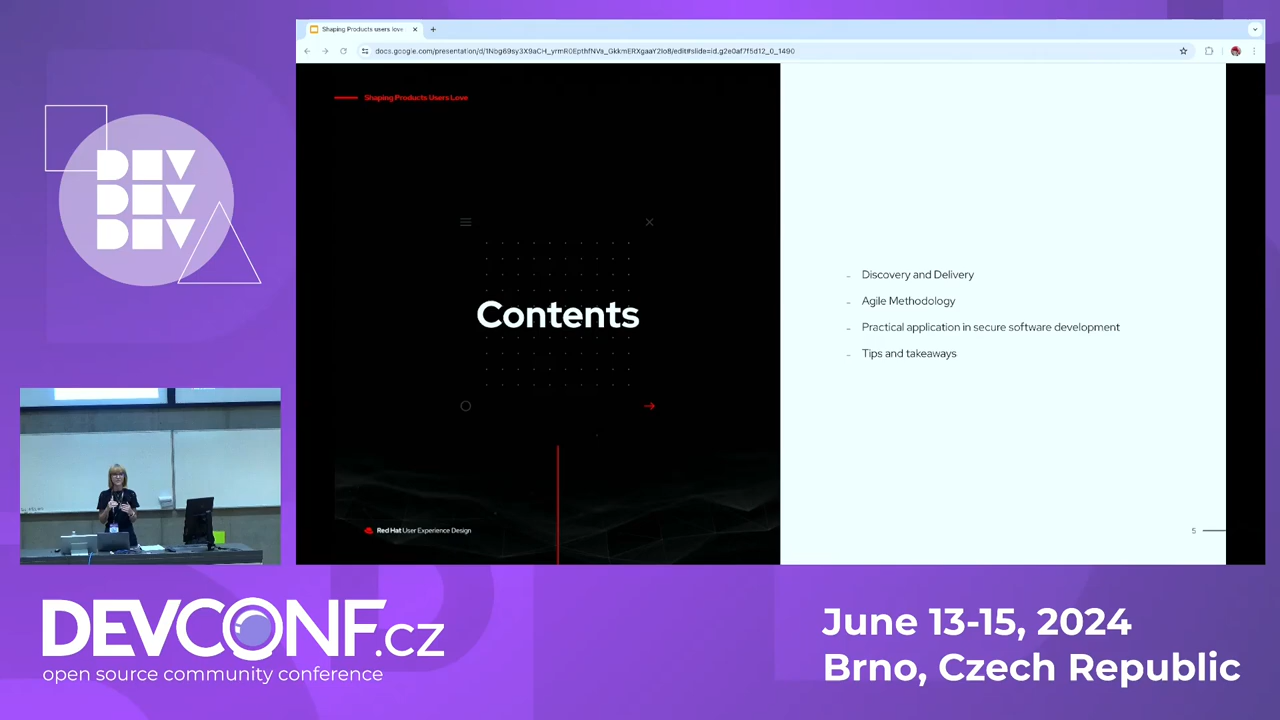 Shaping Products users love
docs.google.com/presentation/d/1Nbg69sy3X9aCH_yrmR0EpthfNVa_GkkmERXgaaY2Io8/edit#slide=id.g2e0af7f5d12_0_1490
Shaping Products Users Love
DEV
DEV
DEV
Contents
– Discovery and Delivery
– Agile Methodology
– Practical application in secure software development
– Tips and takeaways
Red Hat User Experience Design
5
DEVCONF.cz
open source community conference
June 13-15, 2024
Brno, Czech Republic